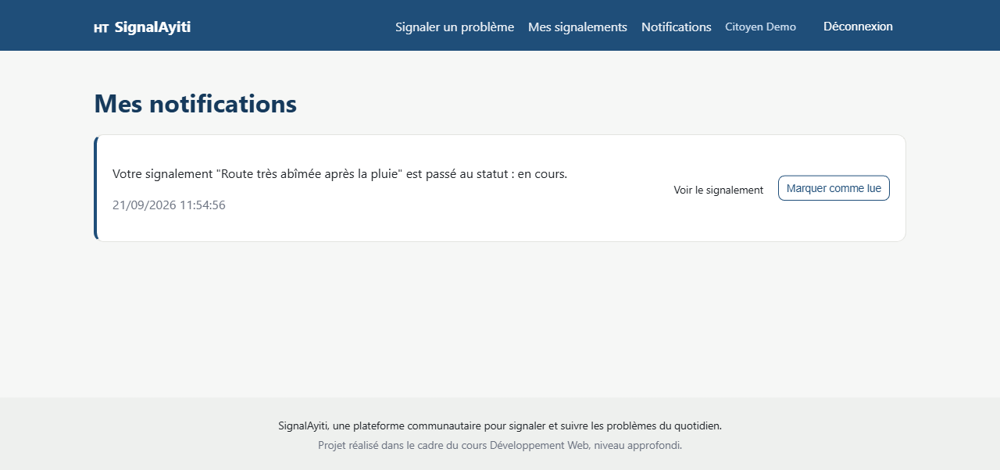 HT SignalAyiti
Signaler un problème Mes signalements Notifications Citoyen Demo Déconnexion
Mes notifications
Votre signalement "Route très abîmée après la pluie" est passé au statut : en cours.
21/09/2026 11:54:56
Voir le signalement Marquer comme lue
SignalAyiti, une plateforme communautaire pour signaler et suivre les problèmes du quotidien.
Projet réalisé dans le cadre du cours Développement Web, niveau approfondi.